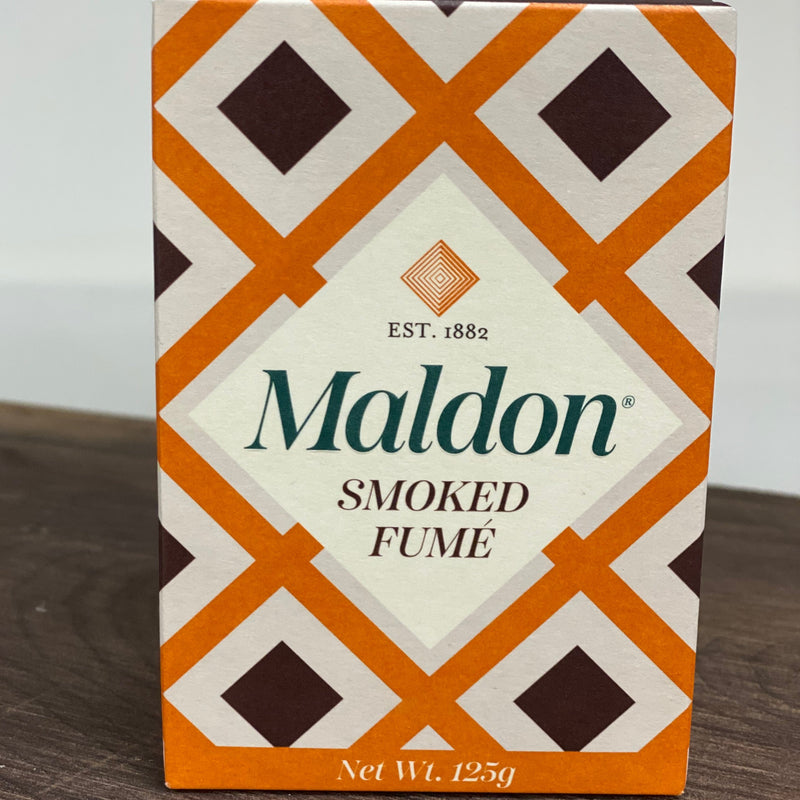 EST. 1882
Maldon®
SMOKED
FUMÉ
Net Wt. 125g